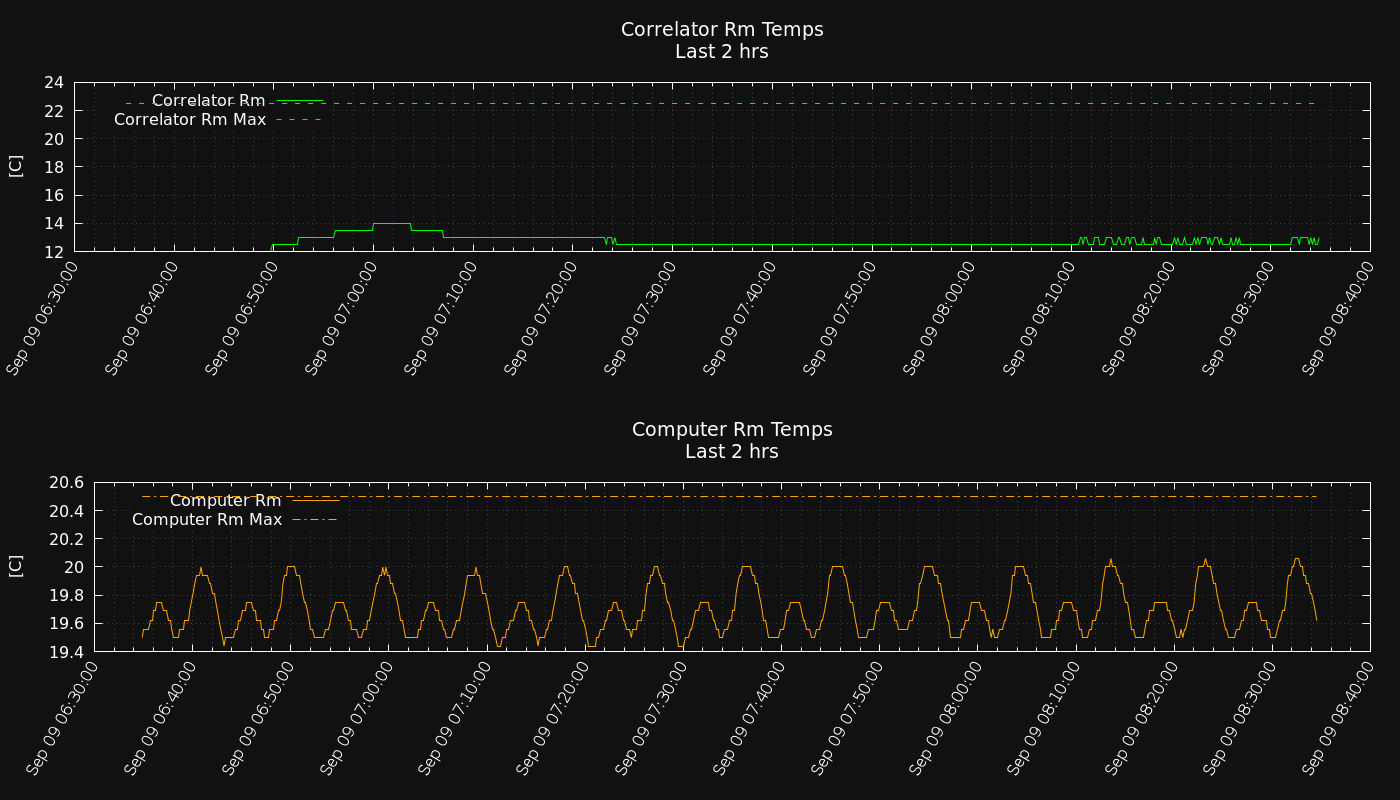 Correlator Rm Temps
Last 2 hrs
24
22
20
18
16
14
12
[C]
Correlator Rm
Correlator Rm Max
Sep 09 06:30:00
Sep 09 06:40:00
Sep 09 06:50:00
Sep 09 07:00:00
Sep 09 07:10:00
Sep 09 07:20:00
Sep 09 07:30:00
Sep 09 07:40:00
Sep 09 07:50:00
Sep 09 08:00:00
Sep 09 08:10:00
Sep 09 08:20:00
Sep 09 08:30:00
Sep 09 08:40:00
Computer Rm Temps
Last 2 hrs
20.6
20.4
20.2
20
19.8
19.6
19.4
[C]
Computer Rm
Computer Rm Max
Sep 09 06:30:00
Sep 09 06:40:00
Sep 09 06:50:00
Sep 09 07:00:00
Sep 09 07:10:00
Sep 09 07:20:00
Sep 09 07:30:00
Sep 09 07:40:00
Sep 09 07:50:00
Sep 09 08:00:00
Sep 09 08:10:00
Sep 09 08:20:00
Sep 09 08:30:00
Sep 09 08:40:00